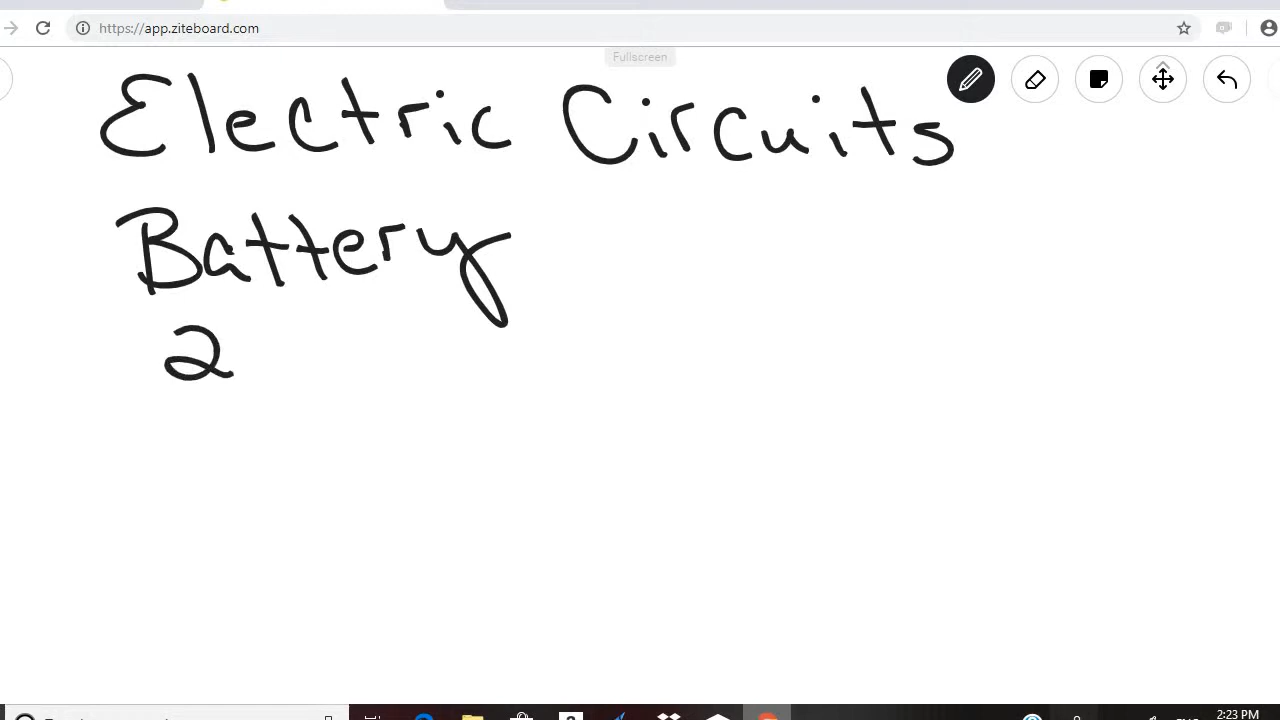 https://app.ziteboard.com
Fullscreen
Electric Circuits
Battery
2
2:23 PM